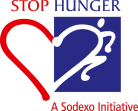 STOP HUNGER
A Sodexo Initiative